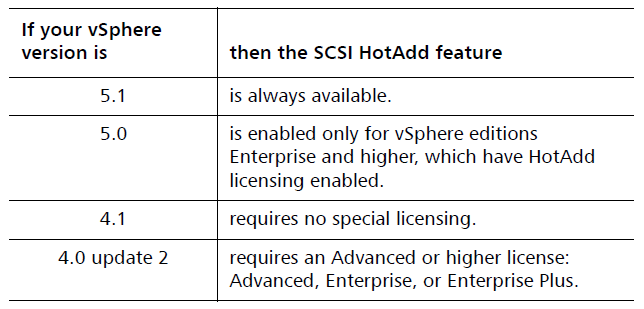 If your vSphere
version is
then the SCSI HotAdd feature
5.1
is always available.
5.0
is enabled only for vSphere editions
Enterprise and higher, which have HotAdd
licensing enabled.
4.1
requires no special licensing.
4.0 update 2
requires an Advanced or higher license:
Advanced, Enterprise, or Enterprise Plus.